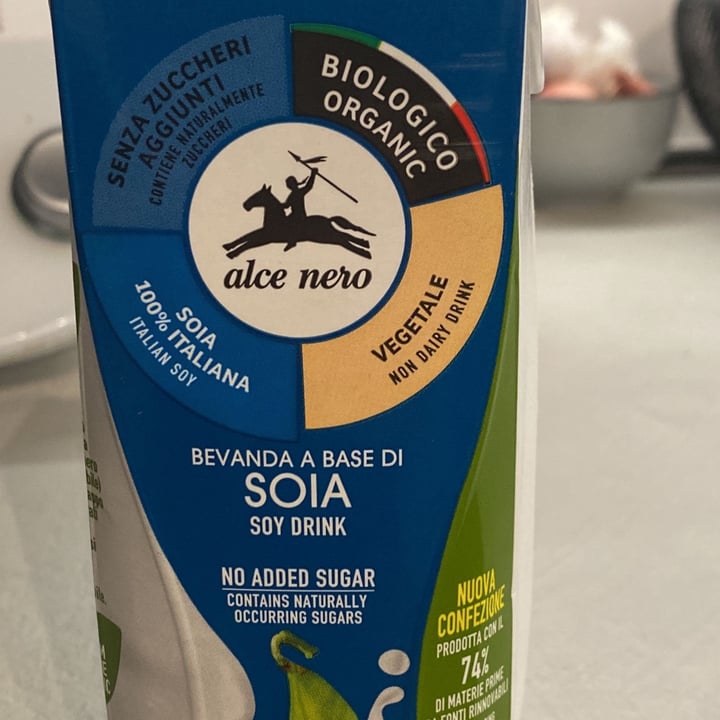 SENZA ZUCCHERI
AGGIUNTI
CONTIENE NATURALMENTE
ZUCCHERI
BIOLOGICO
ORGANIC
alce nero
SOIA
100% ITALIANA
ITALIAN SOY
VEGETALE
NON DAIRY DRINK
BEVANDA A BASE DI
SOIA
SOY DRINK
NO ADDED SUGAR
CONTAINS NATURALLY
OCCURRING SUGARS
NUOVA
CONFEZIONE
PRODOTTA CON IL
74%
DI MATERIE PRIME
FONTI RINNOVABILI